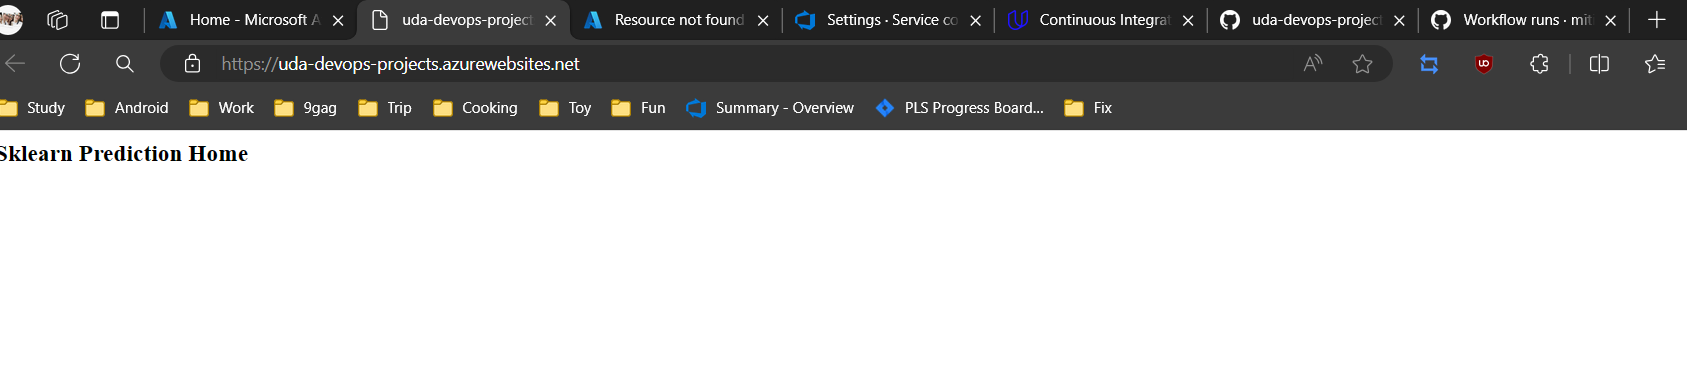 Home - Microsoft A
uda-devops-project
Resource not found
Settings · Service co
Continuous Integrat
uda-devops-project
Workflow runs · mit
https://uda-devops-projects.azurewebsites.net
Study Android Work 9gag Trip Cooking Toy Fun Summary - Overview PLS Progress Board... Fix
Sklearn Prediction Home